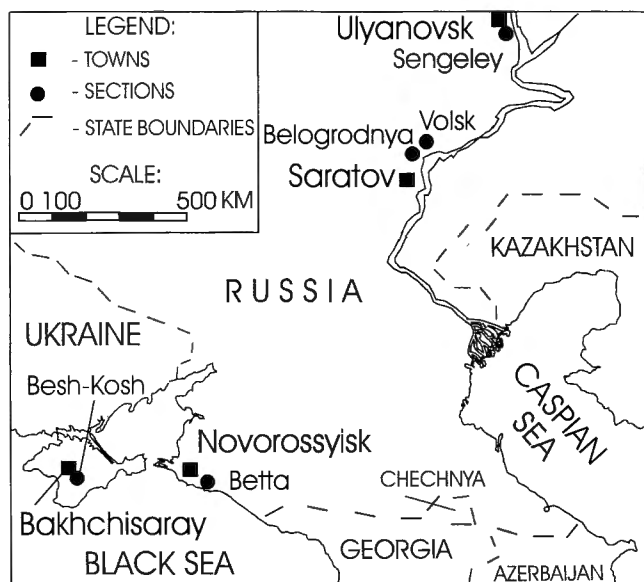 LEGEND:
- TOWNS
- SECTIONS
- STATE BOUNDARIES
SCALE:
0 100 500 KM
Ulyanovsk
Sengeley
Volsk
Belogrodnya
Saratov
KAZAKHSTAN
RUSSIA
UKRAINE
Besh-Kosh
CASPIAN
SEA
Novorossyisk
Betta
CHECHNYA
Bakhchisaray
BLACK SEA
GEORGIA
AZERBAIJAN